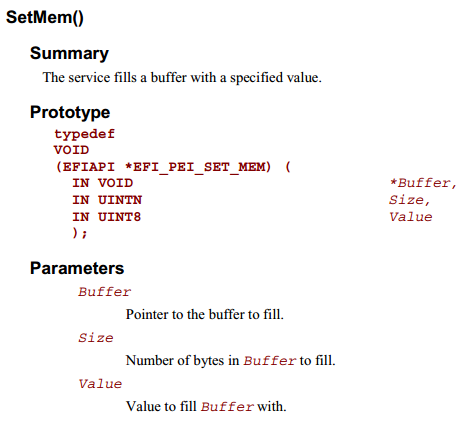 SetMem()
Summary
The service fills a buffer with a specified value.
Prototype
typedef
VOID
(EFIAPI *EFI_PEI_SET_MEM) (
IN VOID *Buffer,
IN UINTN Size,
IN UINT8 Value
);
Parameters
Buffer
Pointer to the buffer to fill.
Size
Number of bytes in Buffer to fill.
Value
Value to fill Buffer with.